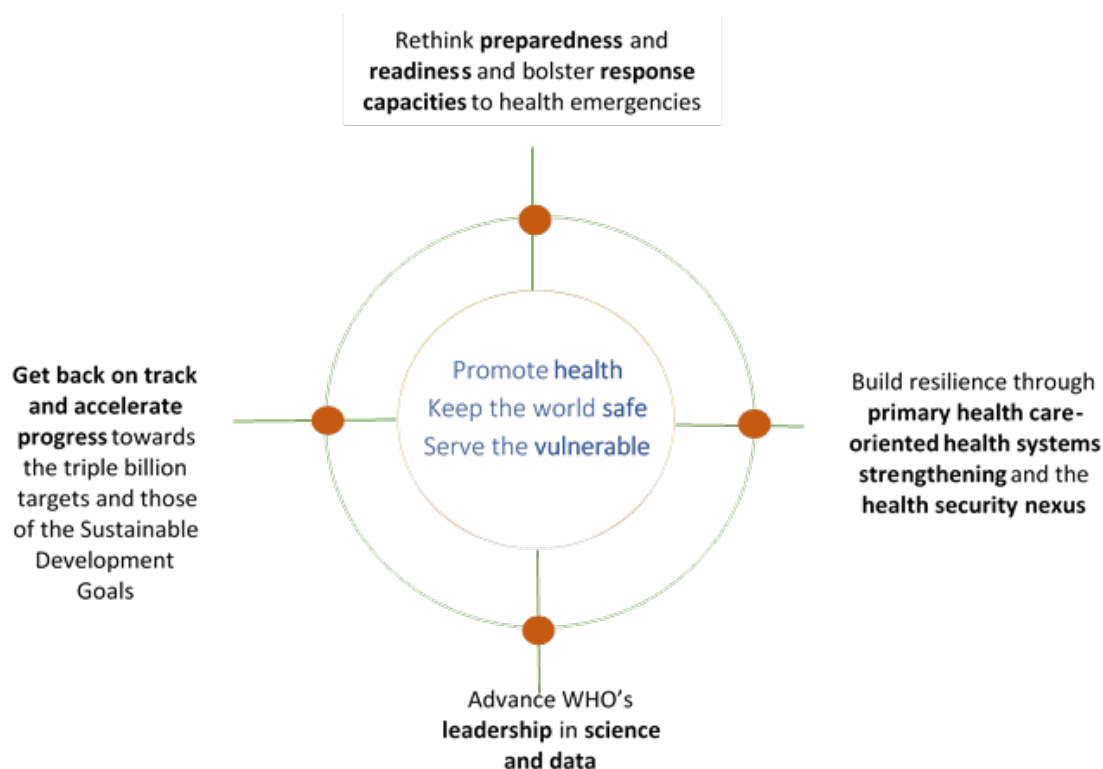 Rethink preparedness and
readiness and bolster response
capacities to health emergencies
Promote health
Keep the world safe
Serve the vulnerable
Get back on track
and accelerate
progress towards
the triple billion
targets and those
of the Sustainable
Development
Goals
Build resilience through
primary health care-
oriented health systems
strengthening and the
health security nexus
Advance WHO’s
leadership in science
and data